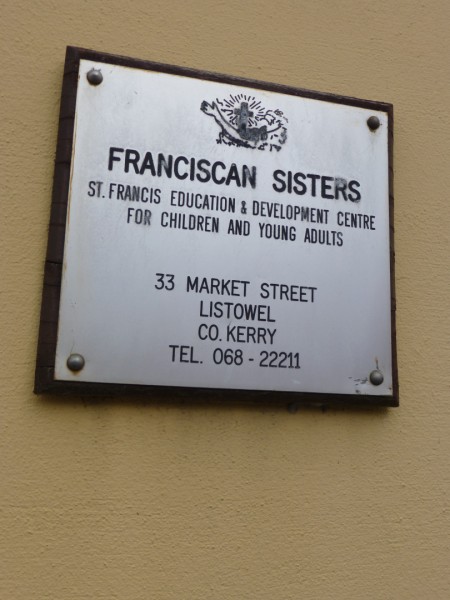 FRANCISCAN SISTERS
ST. FRANCIS EDUCATION & DEVELOPMENT CENTRE
FOR CHILDREN AND YOUNG ADULTS
33 MARKET STREET
LISTOWEL
CO. KERRY
TEL. 068 - 22211